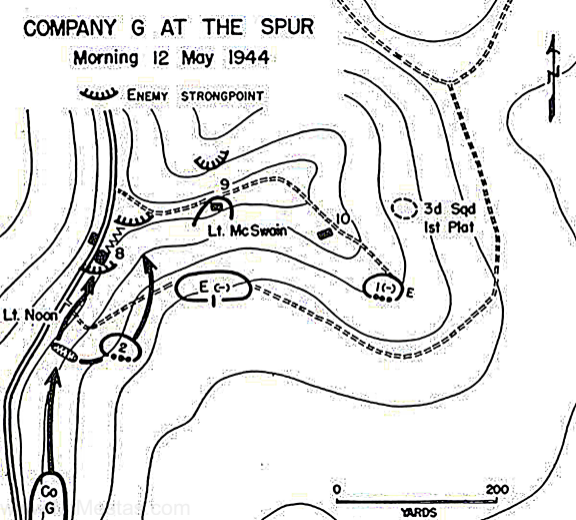 COMPANY G AT THE SPUR
Morning 12 May 1944
ENEMY STRONGPOINT
9
10
3d Sqd
1st Plat
Lt. McSwain
8
E (-)
1
1(-)
E
Lt. Noon
2
Co
G
0
200
YARDS